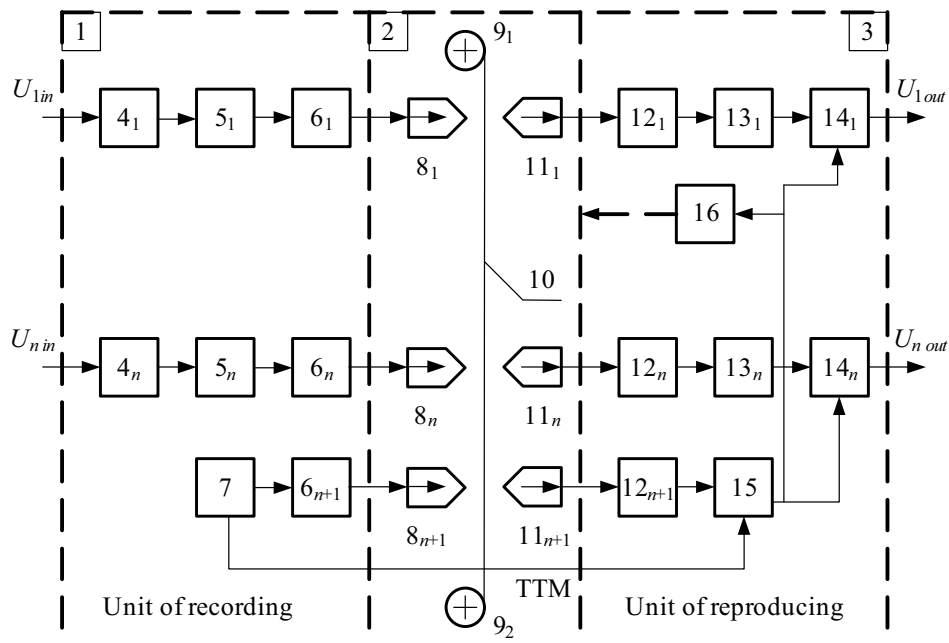 1 2 9₁ 3
U₁in U₁out
4₁ 5₁ 6₁ 12₁ 13₁ 14₁
8₁ 11₁
16
10
Uₙ in Uₙ out
4ₙ 5ₙ 6ₙ 12ₙ 13ₙ 14ₙ
8ₙ 11ₙ
7 6ₙ₊₁ 12ₙ₊₁ 15
8ₙ₊₁ 11ₙ₊₁
TTM
Unit of recording Unit of reproducing
9₂